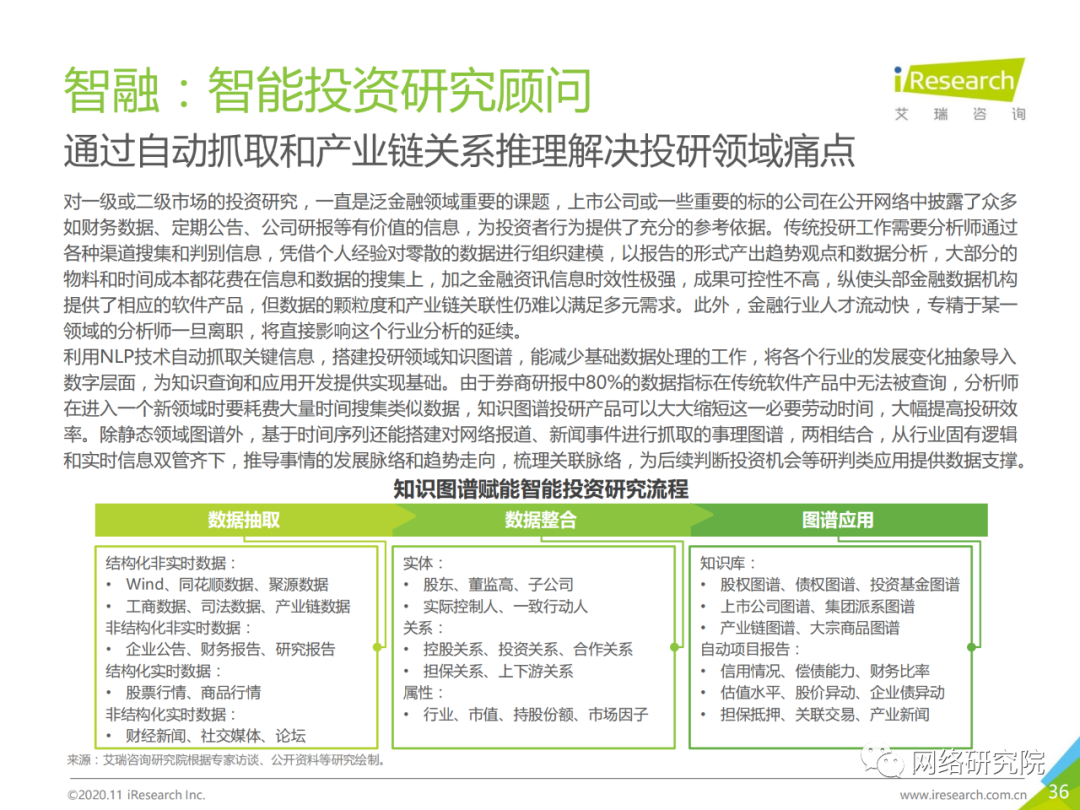 智融：智能投资研究顾问
iResearch
艾瑞咨询
通过自动抓取和产业链关系推理解决投研领域痛点
对一级或二级市场的投资研究，一直是泛金融领域重要的课题，上市公司或一些重要的标的公司在公开网络中披露了众多
如财务数据、定期公告、公司研报等有价值的信息，为投资者行为提供了充分的参考依据。传统投研工作需要分析师通过
各种渠道搜集和判别信息，凭借个人经验对零散的数据进行组织建模，以报告的形式产出趋势观点和数据分析，大部分的
物料和时间成本都花费在信息和数据的搜集上，加之金融资讯信息时效性极强，成果可控性不高，纵使头部金融数据机构
提供了相应的软件产品，但数据的颗粒度和产业链关联性仍难以满足多元需求。此外，金融行业人才流动快，专精于某一
领域的分析师一旦离职，将直接影响这个行业分析的延续。
利用NLP技术自动抓取关键信息，搭建投研领域知识图谱，能减少基础数据处理的工作，将各个行业的发展变化抽象导入
数字层面，为知识查询和应用开发提供实现基础。由于券商研报中80%的数据指标在传统软件产品中无法被查询，分析师
在进入一个新领域时要耗费大量时间搜集类似数据，知识图谱投研产品可以大大缩短这一必要劳动时间，大幅提高投研效
率。除静态领域图谱外，基于时间序列还能搭建对网络报道、新闻事件进行抓取的事理图谱，两相结合，从行业固有逻辑
和实时信息双管齐下，推导事情的发展脉络和趋势走向，梳理关联脉络，为后续判断投资机会等研判类应用提供数据支撑。
知识图谱赋能智能投资研究流程
数据抽取
结构化非实时数据：
• Wind、同花顺数据、聚源数据
• 工商数据、司法数据、产业链数据
非结构化非实时数据：
• 企业公告、财务报告、研究报告
结构化实时数据：
• 股票行情、商品行情
非结构化实时数据：
• 财经新闻、社交媒体、论坛
数据整合
实体：
• 股东、董监高、子公司
• 实际控制人、一致行动人
关系：
• 控股关系、投资关系、合作关系
• 担保关系、上下游关系
属性：
• 行业、市值、持股份额、市场因子
图谱应用
知识库：
• 股权图谱、债权图谱、投资基金图谱
• 上市公司图谱、集团派系图谱
• 产业链图谱、大宗商品图谱
自动项目报告：
• 信用情况、偿债能力、财务比率
• 估值水平、股价异动、企业债异动
• 担保抵押、关联交易、产业新闻
来源：艾瑞咨询研究院根据专家访谈、公开资料等研究绘制。
网络研究院
©2020.11 iResearch Inc.
www.iresearch.com.cn
36